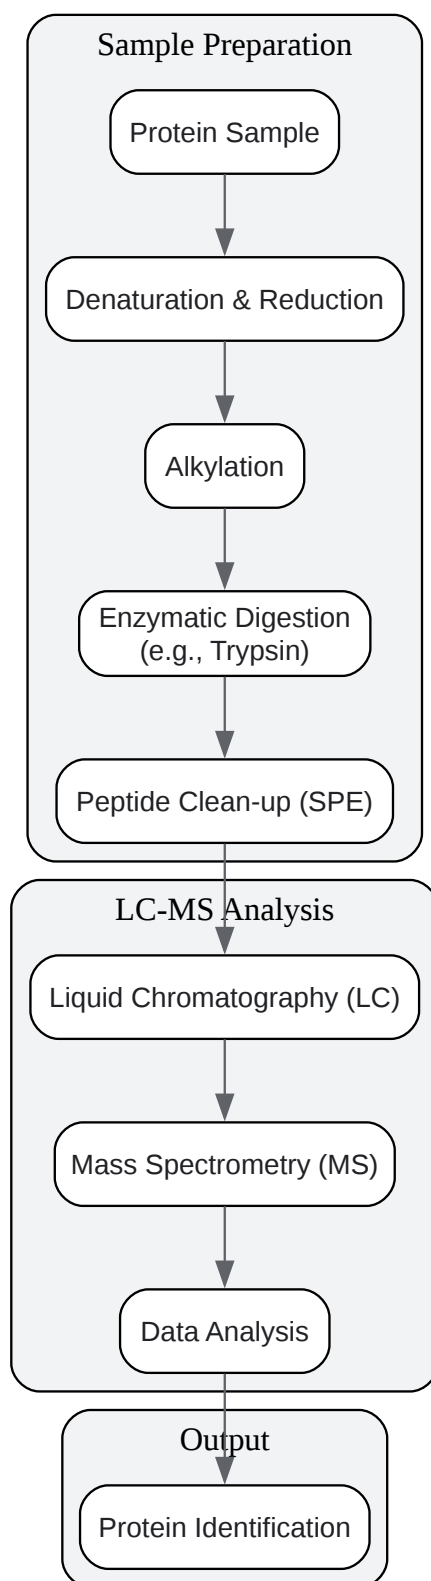 Sample Preparation
Protein Sample
Denaturation & Reduction
Alkylation
Enzymatic Digestion
(e.g., Trypsin)
Peptide Clean-up (SPE)
LC-MS Analysis
Liquid Chromatography (LC)
Mass Spectrometry (MS)
Data Analysis
Output
Protein Identification